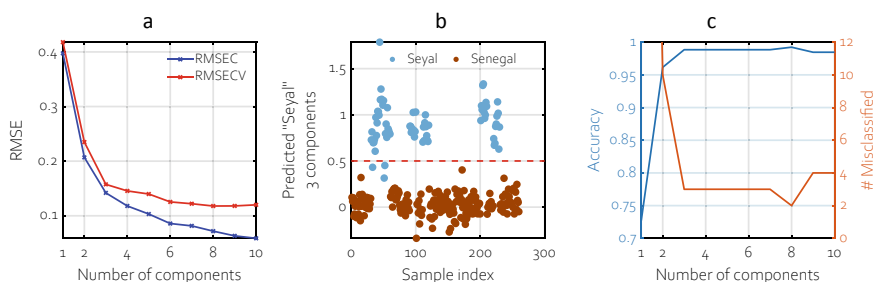 a
RMSE
0.4
0.3
0.2
0.1
RMSEC
RMSECV
1 2 4 6 8 10
Number of components
b
Predicted "Seyal"
3 components
1.5
1
0.5
0
Seyal Senegal
0 100 200 300
Sample index
c
Accuracy
1
0.95
0.9
0.85
0.8
0.75
0.7
12
10
8
6
4
2
0
# Misclassified
1 2 4 6 8 10
Number of components